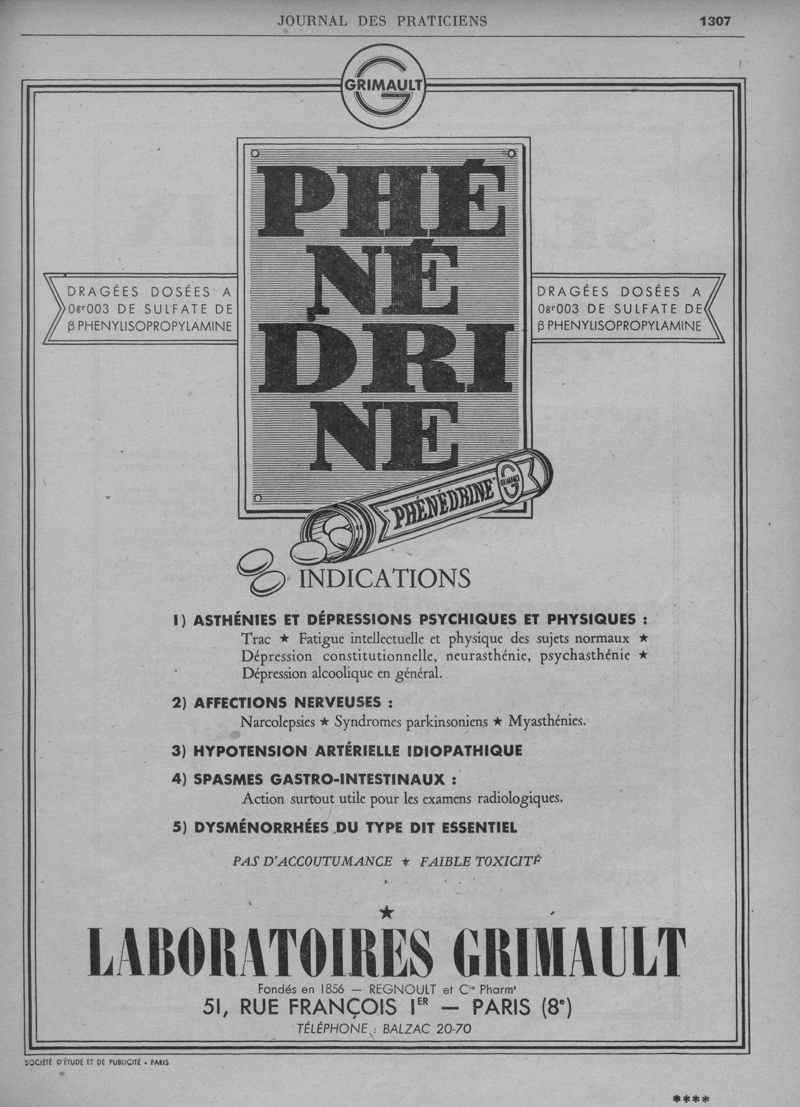 JOURNAL DES PRATICIENS 1307
GRIMAULT
PHÉ
NÉ
DRI
NE
DRAGÉES DOSÉES A
0gr003 DE SULFATE DE
β PHENYLISOPROPYLAMINE
DRAGÉES DOSÉES A
0gr003 DE SULFATE DE
β PHENYLISOPROPYLAMINE
"PHÉNÉDRINE"
GRIMAULT
INDICATIONS
1) ASTHÉNIES ET DÉPRESSIONS PSYCHIQUES ET PHYSIQUES :
Trac ★ Fatigue intellectuelle et physique des sujets normaux ★
Dépression constitutionnelle, neurasthénie, psychasthénie ★
Dépression alcoolique en général.
2) AFFECTIONS NERVEUSES :
Narcolepsies ★ Syndromes parkinsoniens ★ Myasthénies.
3) HYPOTENSION ARTÉRIELLE IDIOPATHIQUE
4) SPASMES GASTRO-INTESTINAUX :
Action surtout utile pour les examens radiologiques.
5) DYSMÉNORRHÉES DU TYPE DIT ESSENTIEL
PAS D'ACCOUTUMANCE ★ FAIBLE TOXICITÉ
★
LABORATOIRES GRIMAULT
Fondés en 1856 — REGNOULT et Cie Pharms
51, RUE FRANÇOIS 1ER — PARIS (8e)
TÉLÉPHONE : BALZAC 20-70
SOCIÉTÉ D'ÉTUDE ET DE PUBLICITÉ - PARIS
****